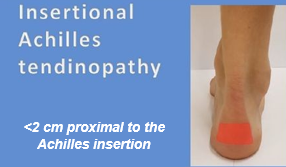 Insertional
Achilles
tendinopathy
<2 cm proximal to the
Achilles insertion